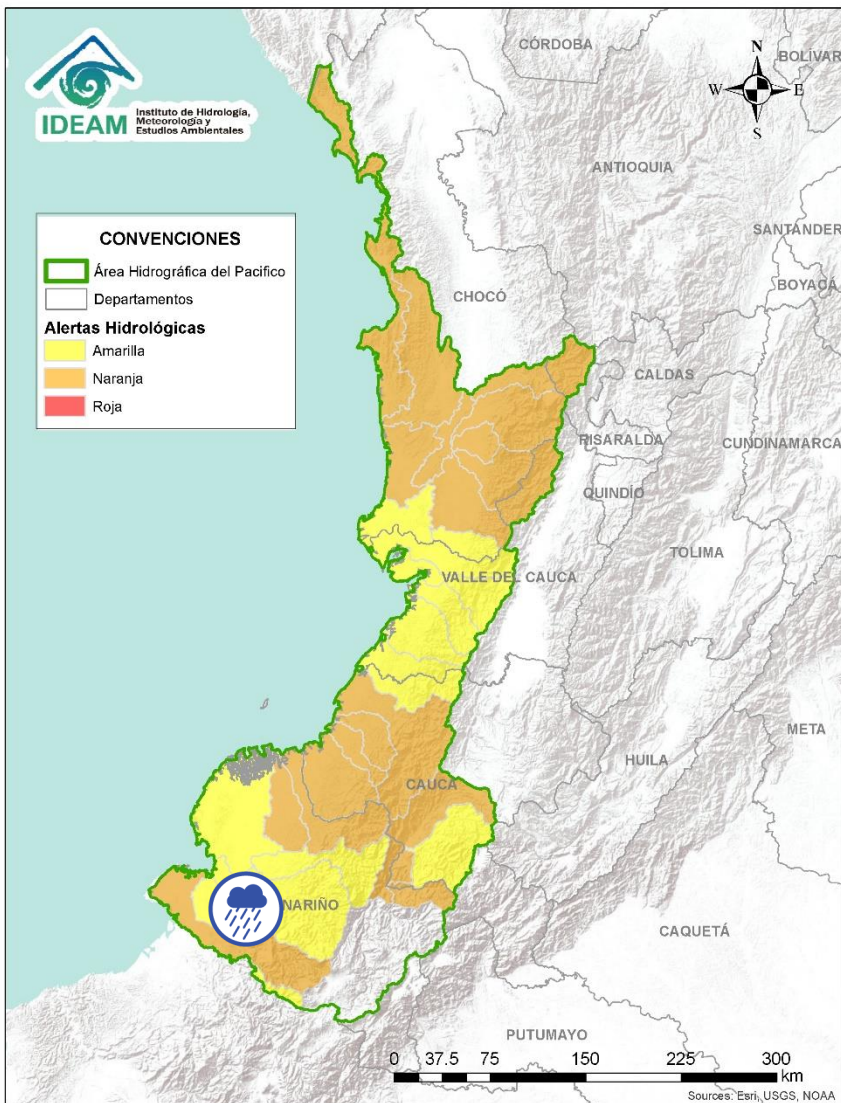 IDEAM
Instituto de Hidrología,
Meteorología y
Estudios Ambientales
N
W
E
S
CÓRDOBA
BOLÍVAR
ANTIOQUIA
SANTANDER
BOYACÁ
CONVENCIONES
Área Hidrográfica del Pacifico
Departamentos
Alertas Hidrológicas
Amarilla
Naranja
Roja
CHOCÓ
CALDAS
RISARALDA
CUNDINAMARCA
QUINDÍO
TOLIMA
VALLE DEL CAUCA
META
HUILA
CAUCA
NARIÑO
CAQUETÁ
PUTUMAYO
0 37.5 75 150 225 300
km
Sources: Esri, USGS, NOAA